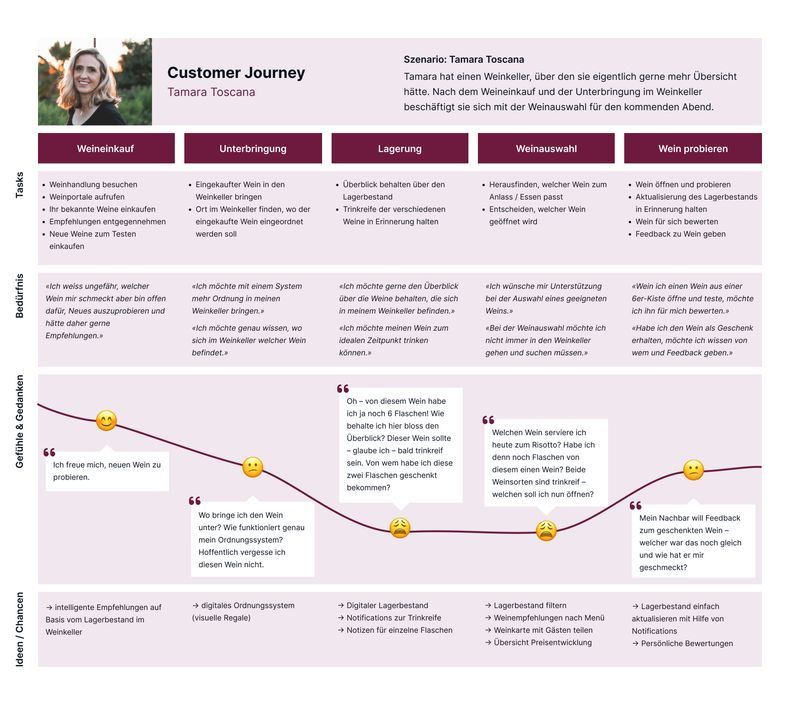 Customer Journey
Tamara Toscana
Szenario: Tamara Toscana
Tamara hat einen Weinkeller, über den sie eigentlich gerne mehr Übersicht
hätte. Nach dem Weineinkauf und der Unterbringung im Weinkeller
beschäftigt sie sich mit der Weinauswahl für den kommenden Abend.
Weineinkauf
Unterbringung
Lagerung
Weinauswahl
Wein probieren
Tasks
• Weinhandlung besuchen
• Weinportale aufrufen
• Ihr bekannte Weine einkaufen
• Empfehlungen entgegennehmen
• Neue Weine zum Testen
einkaufen
• Eingekaufter Wein in den
Weinkeller bringen
• Ort im Weinkeller finden, wo der
eingekaufte Wein eingeordnet
werden soll
• Überblick behalten über den
Lagerbestand
• Trinkreife der verschiedenen
Weine in Erinnerung halten
• Herausfinden, welcher Wein zum
Anlass / Essen passt
• Entscheiden, welcher Wein
geöffnet wird
• Wein öffnen und probieren
• Aktualisierung des Lagerbestands
in Erinnerung halten
• Wein für sich bewerten
• Feedback zu Wein geben
Bedürfnis
«Ich weiss ungefähr, welcher
Wein mir schmeckt aber bin offen
dafür, Neues auszuprobieren und
hätte daher gerne
Empfehlungen.»
«Ich möchte mit einem System
mehr Ordnung in meinen
Weinkeller bringen.»
«Ich möchte genau wissen, wo
sich im Weinkeller welcher Wein
befindet.»
«Ich möchte gerne den Überblick
über die Weine behalten, die sich
in meinem Weinkeller befinden.»
«Ich möchte meinen Wein zum
idealen Zeitpunkt trinken
können.»
«Ich wünsche mir Unterstützung
bei der Auswahl eines geeigneten
Weins.»
«Bei der Weinauswahl möchte ich
nicht immer in den Weinkeller
gehen und suchen müssen.»
«Wein ich einen Wein aus einer
6er-Kiste öffne und teste, möchte
ich ihn für mich bewerten.»
«Habe ich den Wein als Geschenk
erhalten, möchte ich wissen von
wem und Feedback geben.»
Gefühle & Gedanken
Ich freue mich, neuen Wein zu
probieren.
Wo bringe ich den Wein
unter? Wie funktioniert genau
mein Ordnungssystem?
Hoffentlich vergesse ich
diesen Wein nicht.
Oh – von diesem Wein habe
ich ja noch 6 Flaschen! Wie
behalte ich hier bloss den
Überblick? Dieser Wein sollte
– glaube ich – bald trinkreif
sein. Von wem habe ich diese
zwei Flaschen geschenkt
bekommen?
Welchen Wein serviere ich
heute zum Risotto? Habe ich
denn noch Flaschen von
diesem einen Wein? Beide
Weinsorten sind trinkreif –
welchen soll ich nun öffnen?
Mein Nachbar will Feedback
zum geschenkten Wein –
welcher war das noch gleich
und wie hat er mir
geschmeckt?
Ideen / Chancen
→ intelligente Empfehlungen auf
Basis vom Lagerbestand im
Weinkeller
→ digitales Ordnungssystem
(visuelle Regale)
→ Digitaler Lagerbestand
→ Notifications zur Trinkreife
→ Notizen für einzelne Flaschen
→ Lagerbestand filtern
→ Weinempfehlungen nach Menü
→ Weinkarte mit Gästen teilen
→ Übersicht Preisentwicklung
→ Lagerbestand einfach
aktualisieren mit Hilfe von
Notifications
→ Persönliche Bewertungen